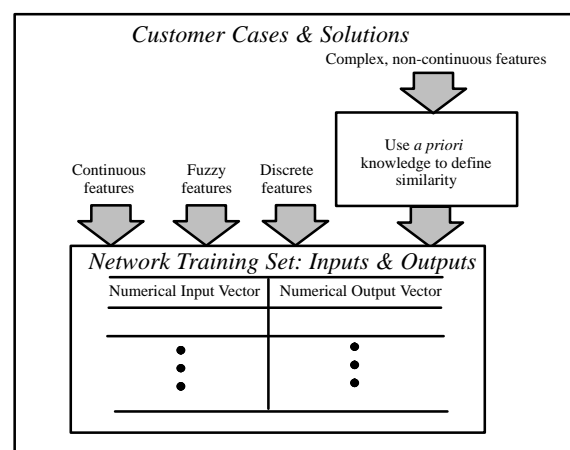 Customer Cases & Solutions
Complex, non-continuous features
Use a priori
knowledge to define
similarity
Continuous
features
Fuzzy
features
Discrete
features
Network Training Set: Inputs & Outputs
Numerical Input Vector
Numerical Output Vector